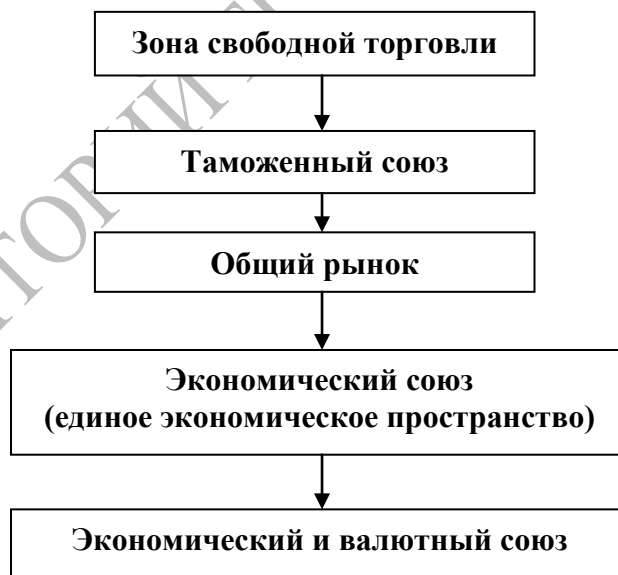 Зона свободной торговли
Таможенный союз
Общий рынок
Экономический союз
(единое экономическое пространство)
Экономический и валютный союз